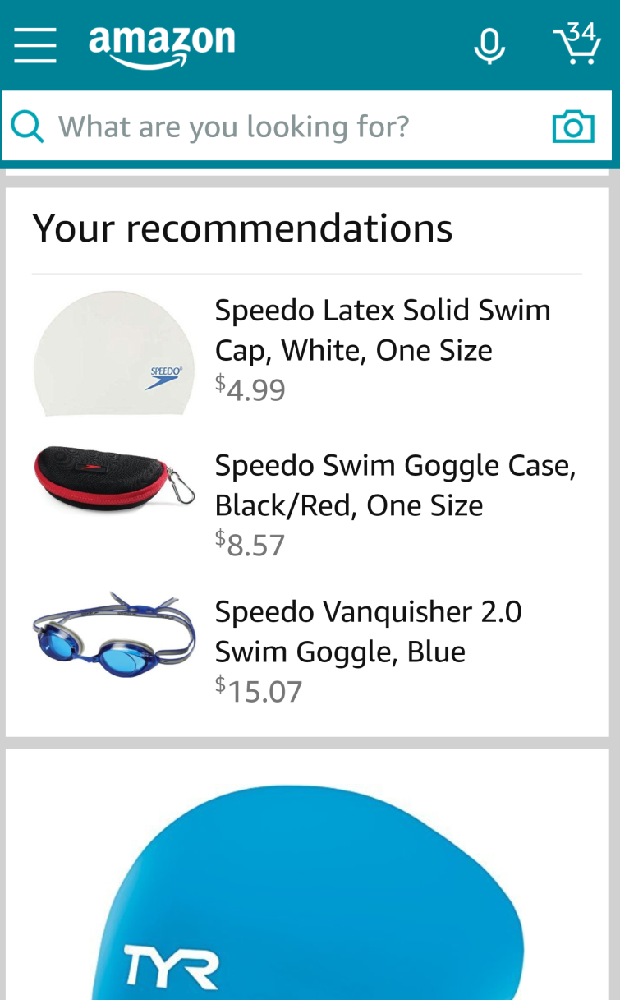 amazon
34
What are you looking for?
Your recommendations
SPEEDO®
Speedo Latex Solid Swim
Cap, White, One Size
$4.99
Speedo Swim Goggle Case,
Black/Red, One Size
$8.57
Speedo Vanquisher 2.0
Swim Goggle, Blue
$15.07
TYR